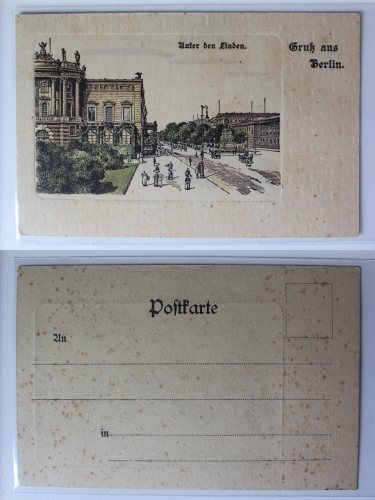 Unter den Linden.
Gruß aus
Berlin.
Postkarte
An
in